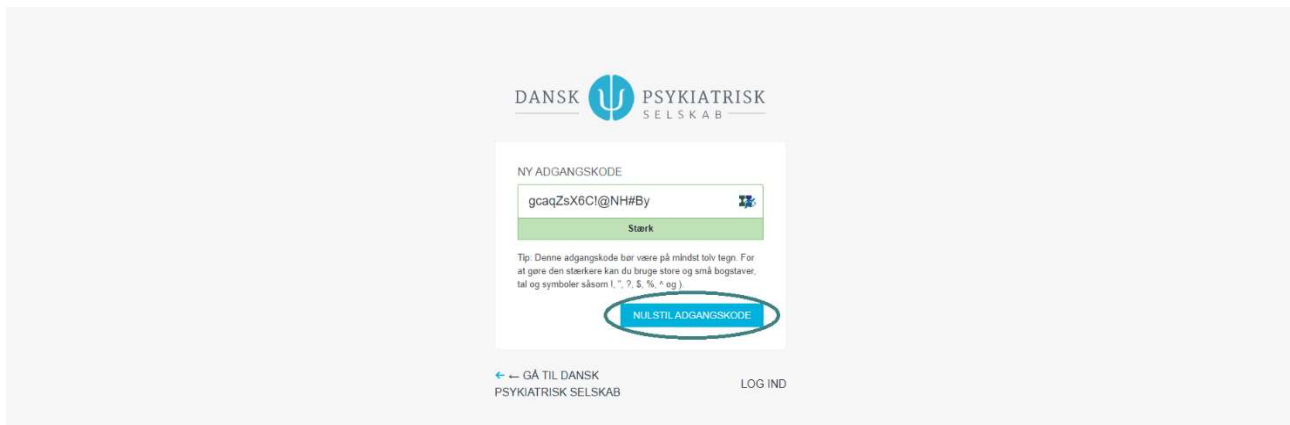 DANSK PSYKIATRISK
SELSKAB
NY ADGANGSKODE
gcaqZsX6C!@NH#By
Stærk
Tip: Denne adgangskode bør være på mindst tolv tegn. For
at gøre den stærkere kan du bruge store og små bogstaver,
tal og symboler såsom !, ", ?, $, %, ^ og ).
NULSTIL ADGANGSKODE
← ← GÅ TIL DANSK
PSYKIATRISK SELSKAB
LOG IND